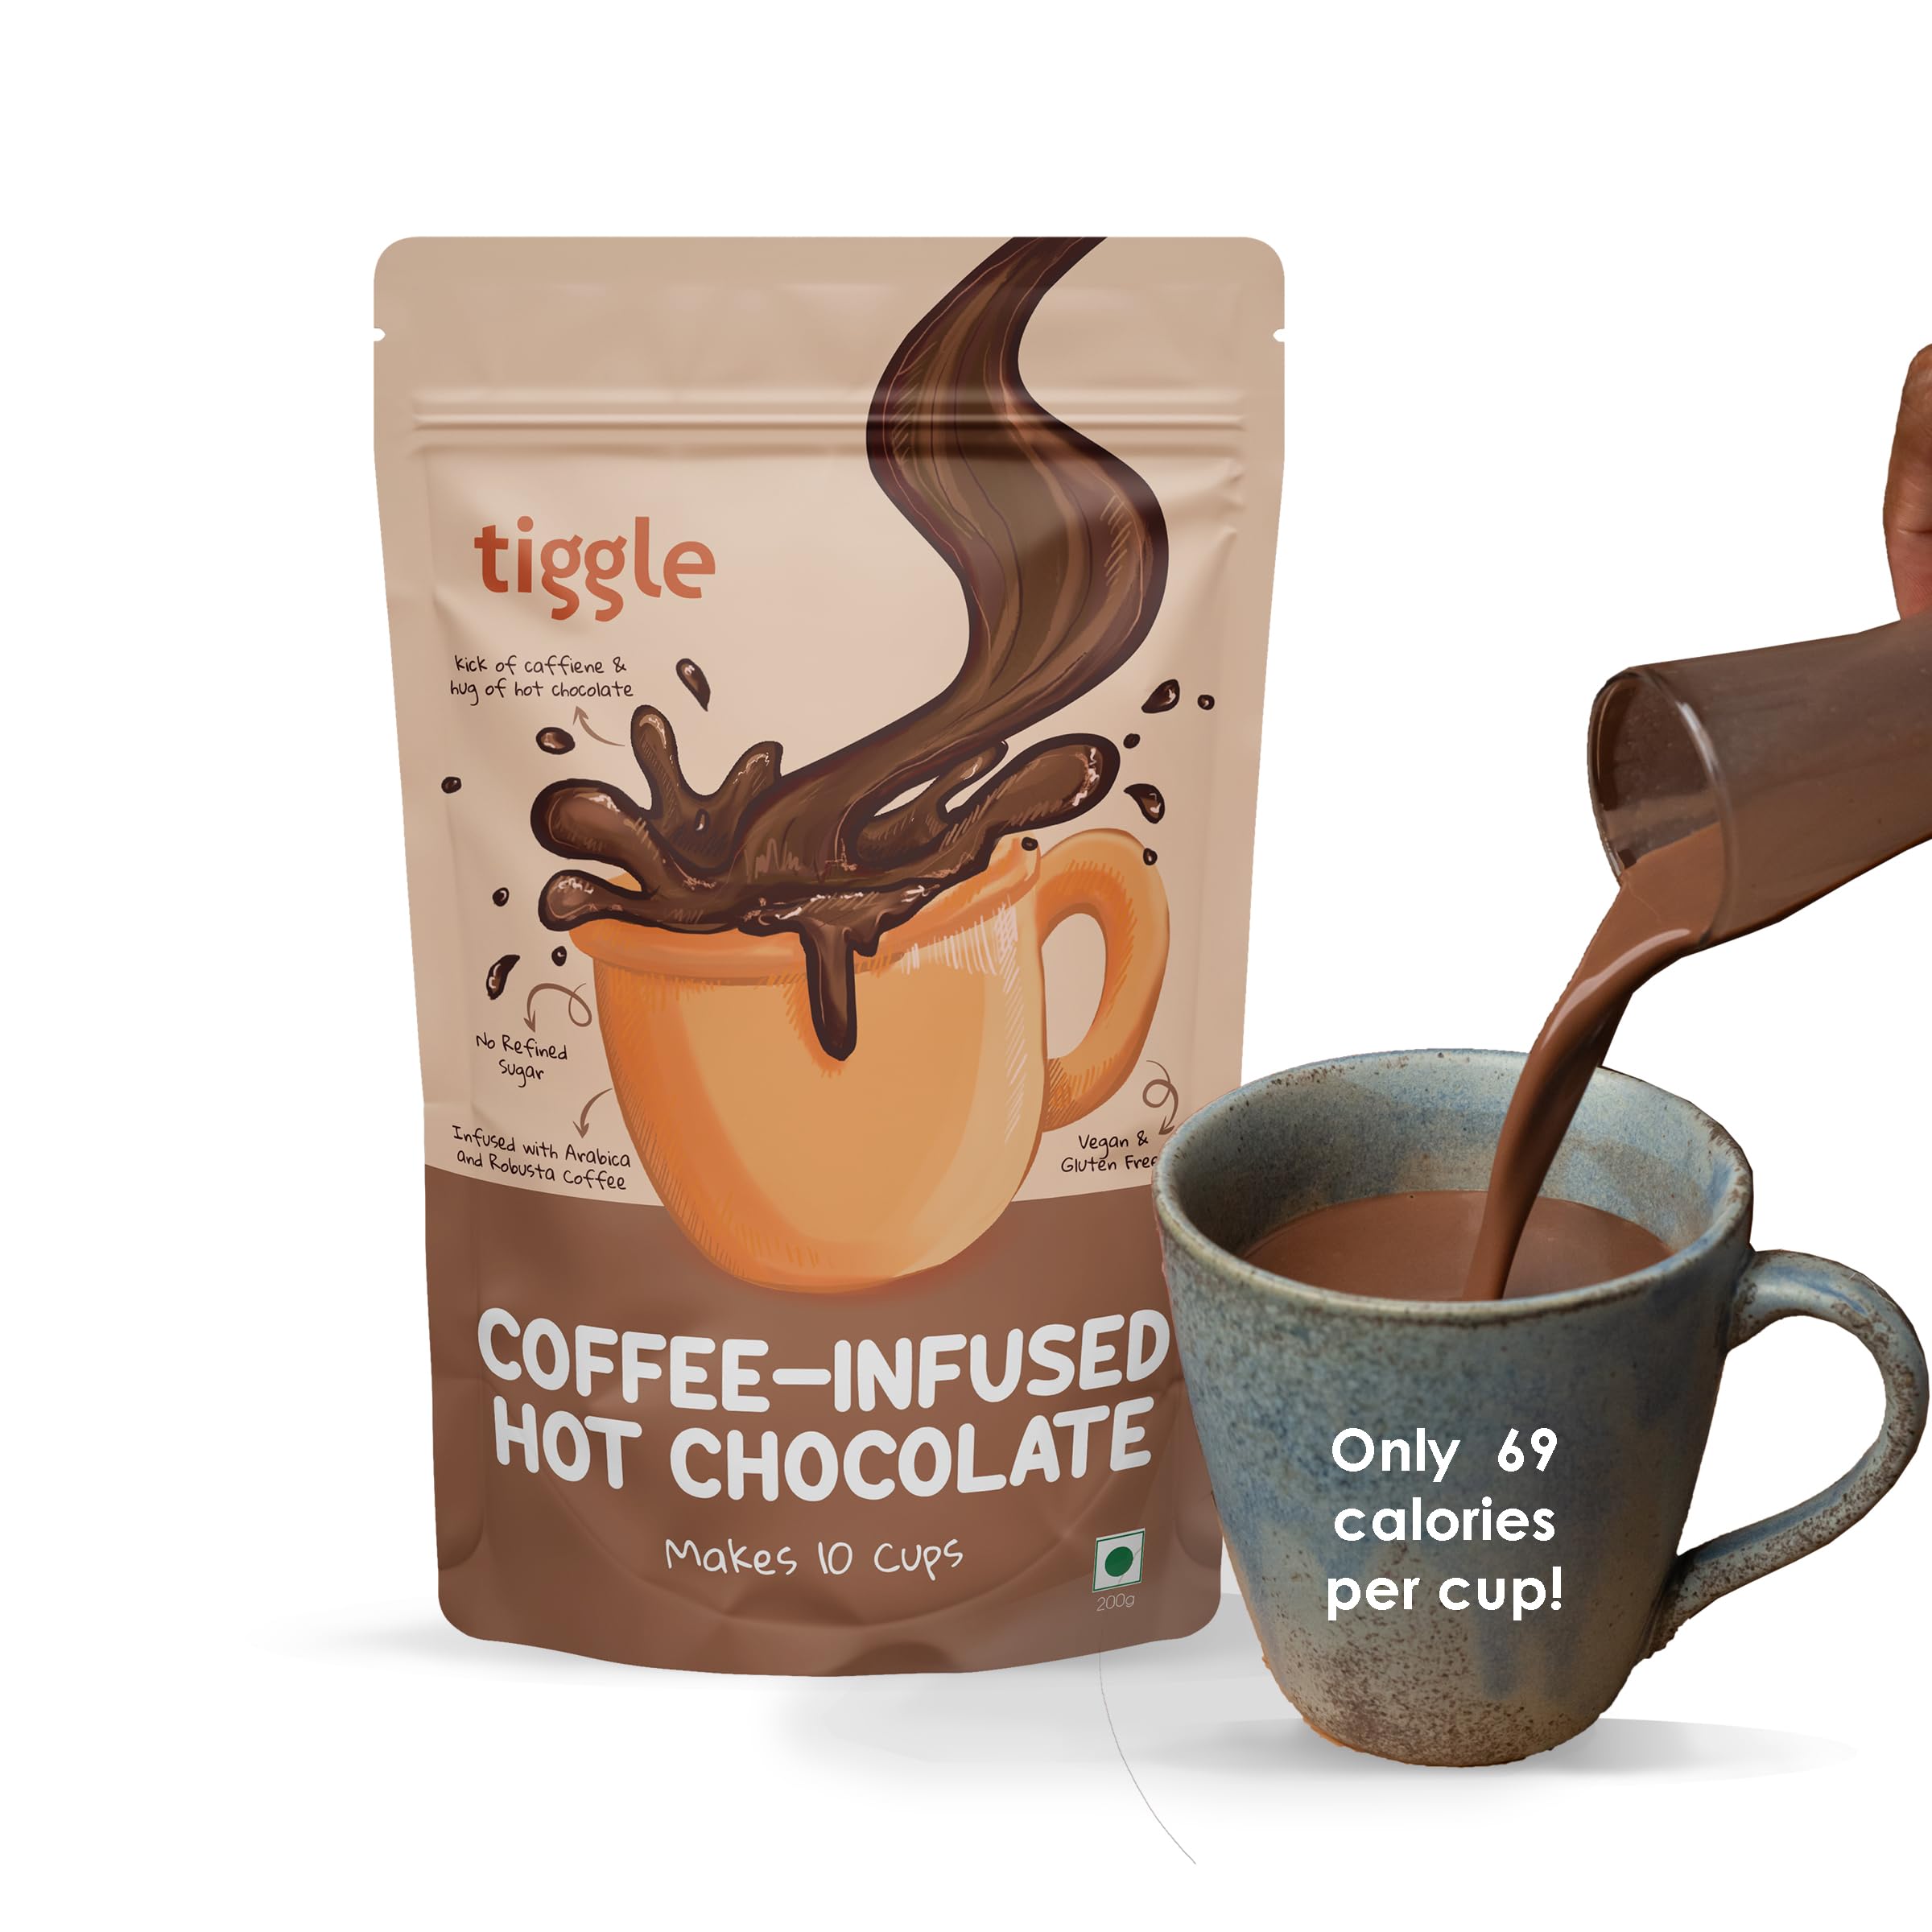 tiggle
kick of caffiene &
hug of hot chocolate
No Refined
Sugar
Infused with Arabica
and Robusta Coffee
Vegan &
Gluten Free
COFFEE-INFUSED
HOT CHOCOLATE
Makes 10 Cups
200g
Only 69
calories
per cup!